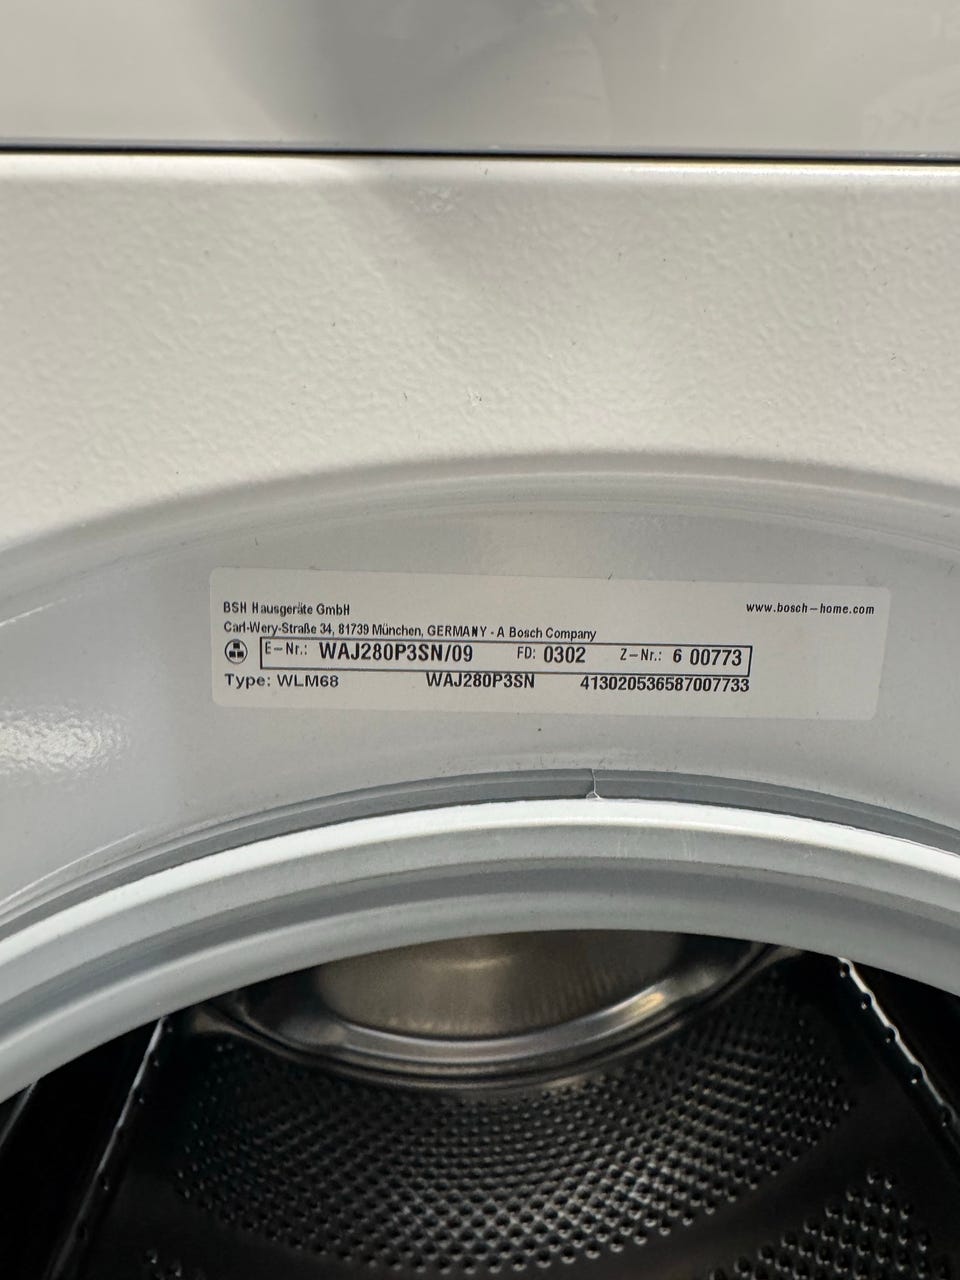 BSH Hausgeräte GmbH www.bosch-home.com
Carl-Wery-Straße 34, 81739 München, GERMANY - A Bosch Company
E-Nr.: WAJ280P3SN/09 FD: 0302 Z-Nr.: 6 00773
Type: WLM68 WAJ280P3SN 413020536587007733